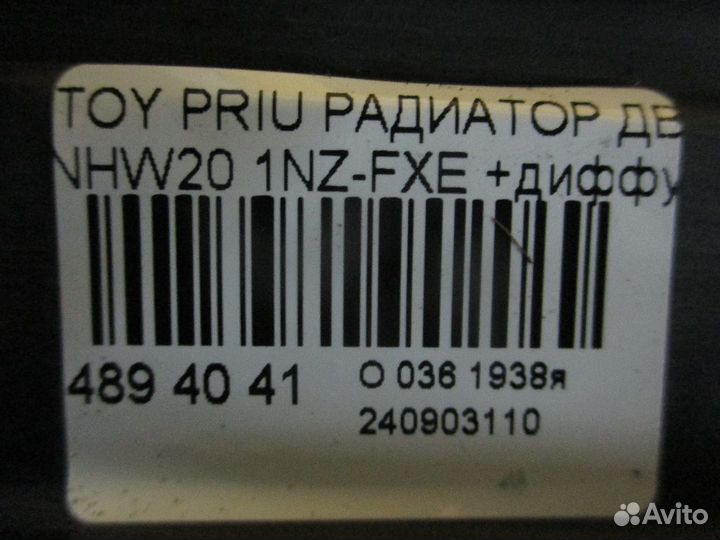 TOY PRIU РАДИАТОР ДВ
NHW20 1NZ-FXE +диффу
489 40 41
О 036 1938я
240903110
Avito